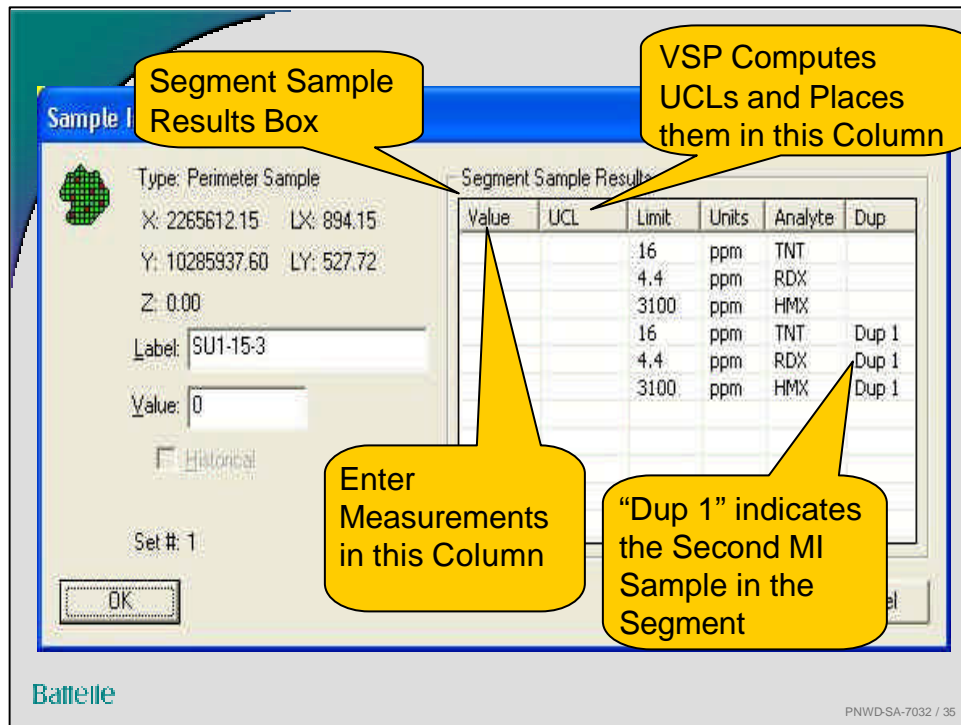 Segment Sample
Results Box
VSP Computes
UCLs and Places
them in this Column
Sample I
Type: Perimeter Sample
X: 2265612.15 LX: 894.15
Y: 10285937.60 LY: 527.72
Z: 0.00
Label: SU1-15-3
Value: 0
Historical
Set #: 1
OK
Segment Sample Results
Value UCL Limit Units Analyte Dup
16 ppm TNT
4.4 ppm RDX
3100 ppm HMX
16 ppm TNT Dup 1
4.4 ppm RDX Dup 1
3100 ppm HMX Dup 1
Enter
Measurements
in this Column
“Dup 1” indicates
the Second MI
Sample in the
Segment
el
Battelle
PNWD-SA-7032 / 35